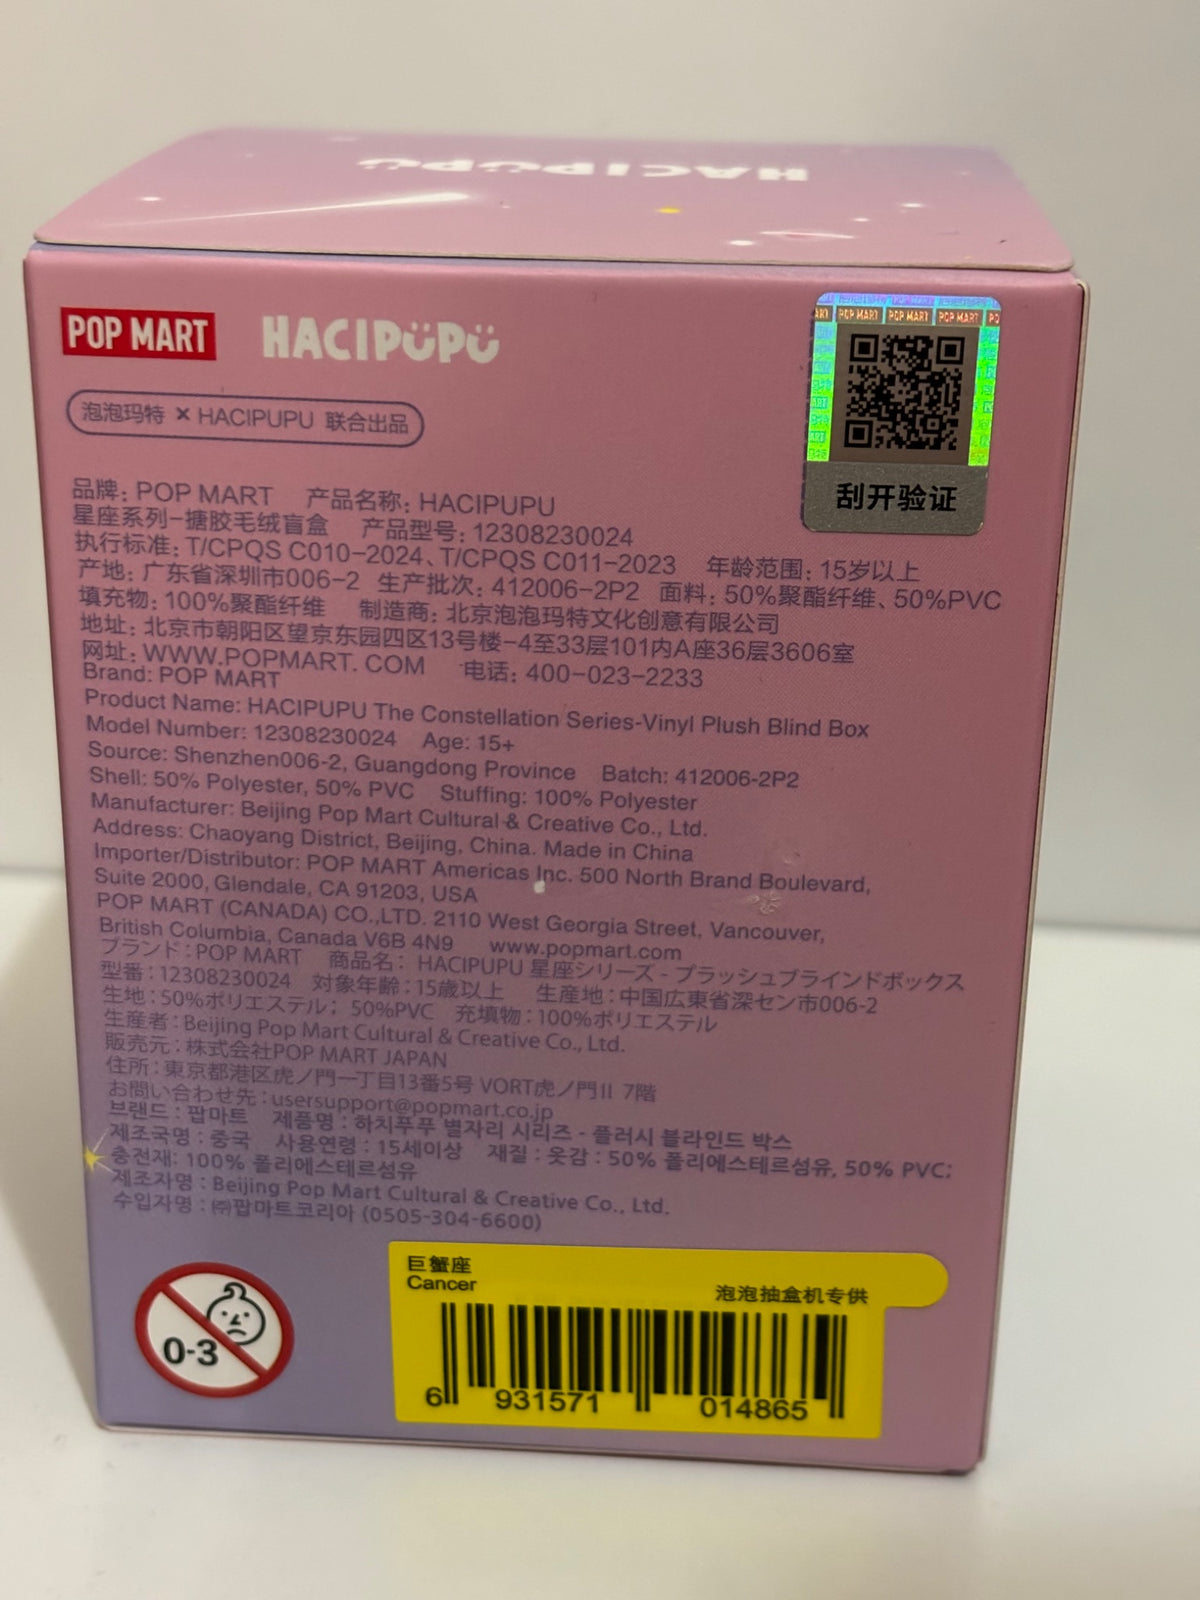 HACIPÜPÜ
POP MART HACIPÜPÜ
泡泡玛特 × HACIPUPU 联合出品
POP MART POP MART POP MART
刮开验证
品牌: POP MART 产品名称: HACIPUPU
星座系列-搪胶毛绒盲盒 产品型号: 12308230024
执行标准: T/CPQS C010-2024、T/CPQS C011-2023 年龄范围: 15岁以上
产地: 广东省深圳市006-2 生产批次: 412006-2P2 面料: 50%聚酯纤维、50%PVC
填充物: 100%聚酯纤维 制造商: 北京泡泡玛特文化创意有限公司
地址: 北京市朝阳区望京东园四区13号楼-4至33层101内A座36层3606室
网址: WWW.POPMART.COM 电话: 400-023-2233
Brand: POP MART
Product Name: HACIPUPU The Constellation Series-Vinyl Plush Blind Box
Model Number: 12308230024 Age: 15+
Source: Shenzhen006-2, Guangdong Province Batch: 412006-2P2
Shell: 50% Polyester, 50% PVC Stuffing: 100% Polyester
Manufacturer: Beijing Pop Mart Cultural & Creative Co., Ltd.
Address: Chaoyang District, Beijing, China. Made in China
Importer/Distributor: POP MART Americas Inc. 500 North Brand Boulevard,
Suite 2000, Glendale, CA 91203, USA
POP MART (CANADA) CO.,LTD. 2110 West Georgia Street, Vancouver,
British Columbia, Canada V6B 4N9 www.popmart.com
ブランド:POP MART 商品名: HACIPUPU 星座シリーズ - プラッシュブラインドボックス
型番:12308230024 対象年齢:15歳以上 生産地:中国広東省深セン市006-2
生地:50%ポリエステル; 50%PVC 充填物:100%ポリエステル
生産者:Beijing Pop Mart Cultural & Creative Co., Ltd.
販売元:株式会社POP MART JAPAN
住所:東京都港区虎ノ門一丁目13番5号 VORT虎ノ門II 7階
お問い合わせ先:usersupport@popmart.co.jp
브랜드 : 팝마트 제품명 : 하치푸푸 별자리 시리즈 - 플러시 블라인드 박스
제조국명 : 중국 사용연령 : 15세이상 재질 : 옷감 : 50% 폴리에스테르섬유, 50% PVC:
충전재: 100% 폴리에스테르섬유
제조자명 : Beijing Pop Mart Cultural & Creative Co., Ltd.
수입자명 : ㈜팝마트코리아 (0505-304-6600)
0-3
巨蟹座
Cancer
泡泡抽盒机专供
6 931571 014865